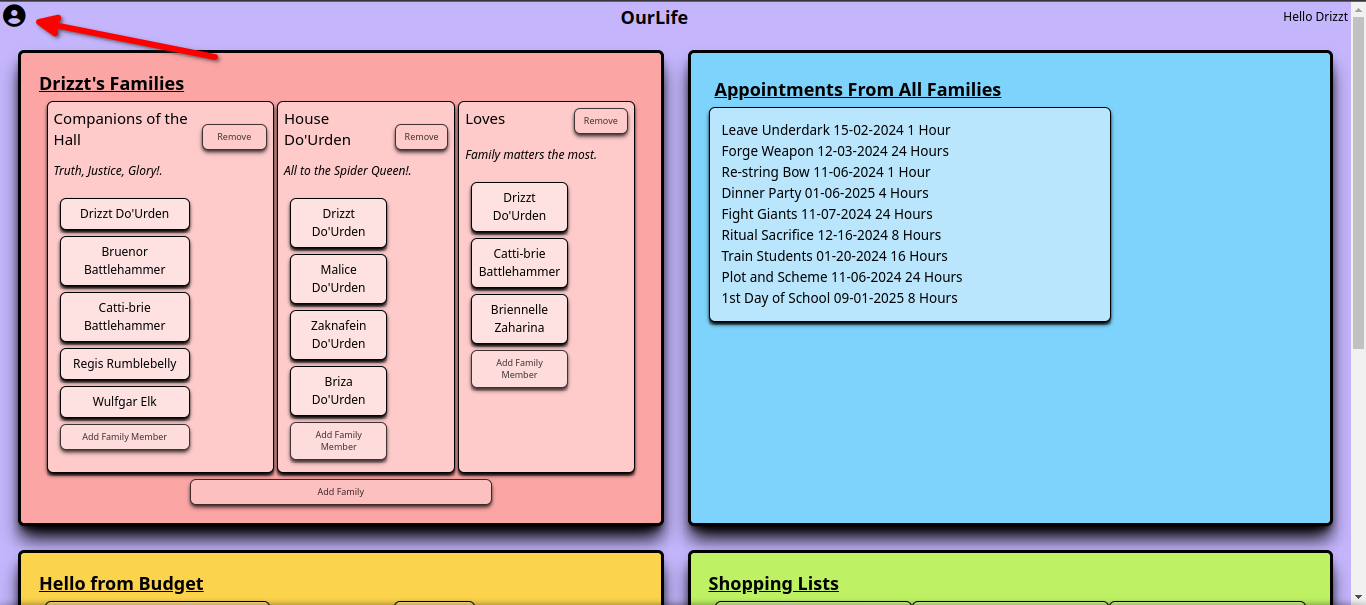 OurLife
Hello Drizzt
Drizzt's Families
Companions of the
Hall
Remove
Truth, Justice, Glory!.
Drizzt Do'Urden
Bruenor
Battlehammer
Catti-brie
Battlehammer
Regis Rumblebelly
Wulfgar Elk
Add Family Member
House
Do'Urden
Remove
All to the Spider Queen!.
Drizzt
Do'Urden
Malice
Do'Urden
Zaknafein
Do'Urden
Briza
Do'Urden
Add Family
Member
Loves
Remove
Family matters the most.
Drizzt
Do'Urden
Catti-brie
Battlehammer
Briennelle
Zaharina
Add Family
Member
Add Family
Appointments From All Families
Leave Underdark 15-02-2024 1 Hour
Forge Weapon 12-03-2024 24 Hours
Re-string Bow 11-06-2024 1 Hour
Dinner Party 01-06-2025 4 Hours
Fight Giants 11-07-2024 24 Hours
Ritual Sacrifice 12-16-2024 8 Hours
Train Students 01-20-2024 16 Hours
Plot and Scheme 11-06-2024 24 Hours
1st Day of School 09-01-2025 8 Hours
Hello from Budget
Shopping Lists